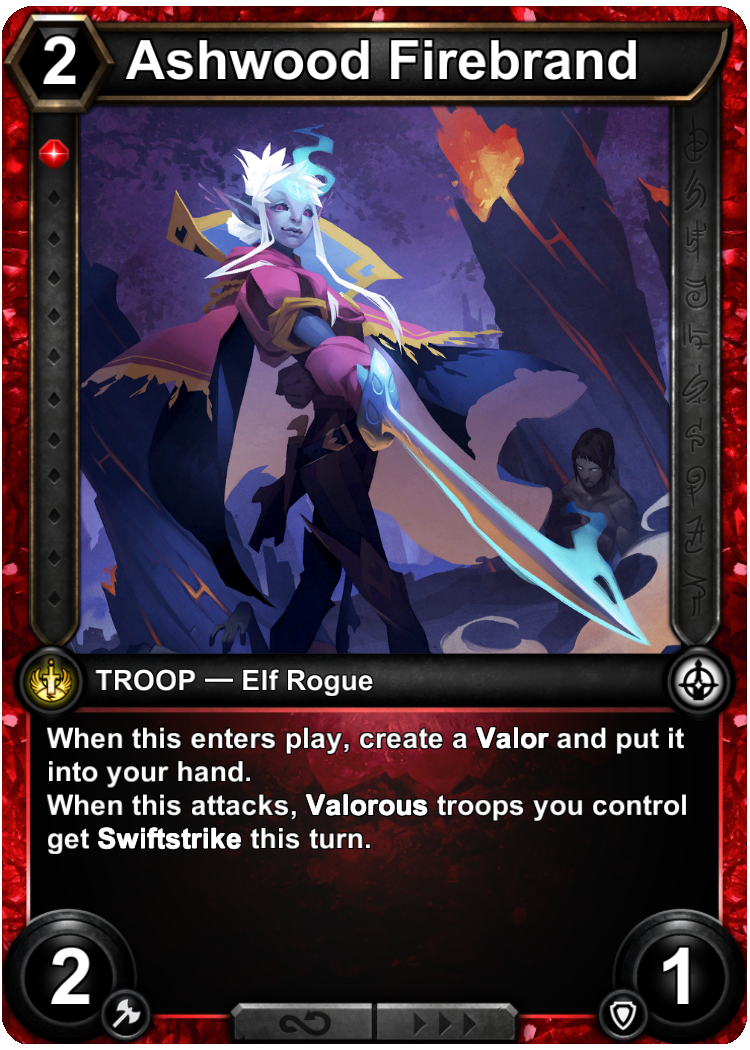 2 Ashwood Firebrand
TROOP — Elf Rogue
When this enters play, create a Valor and put it
into your hand.
When this attacks, Valorous troops you control
get Swiftstrike this turn.
2 1